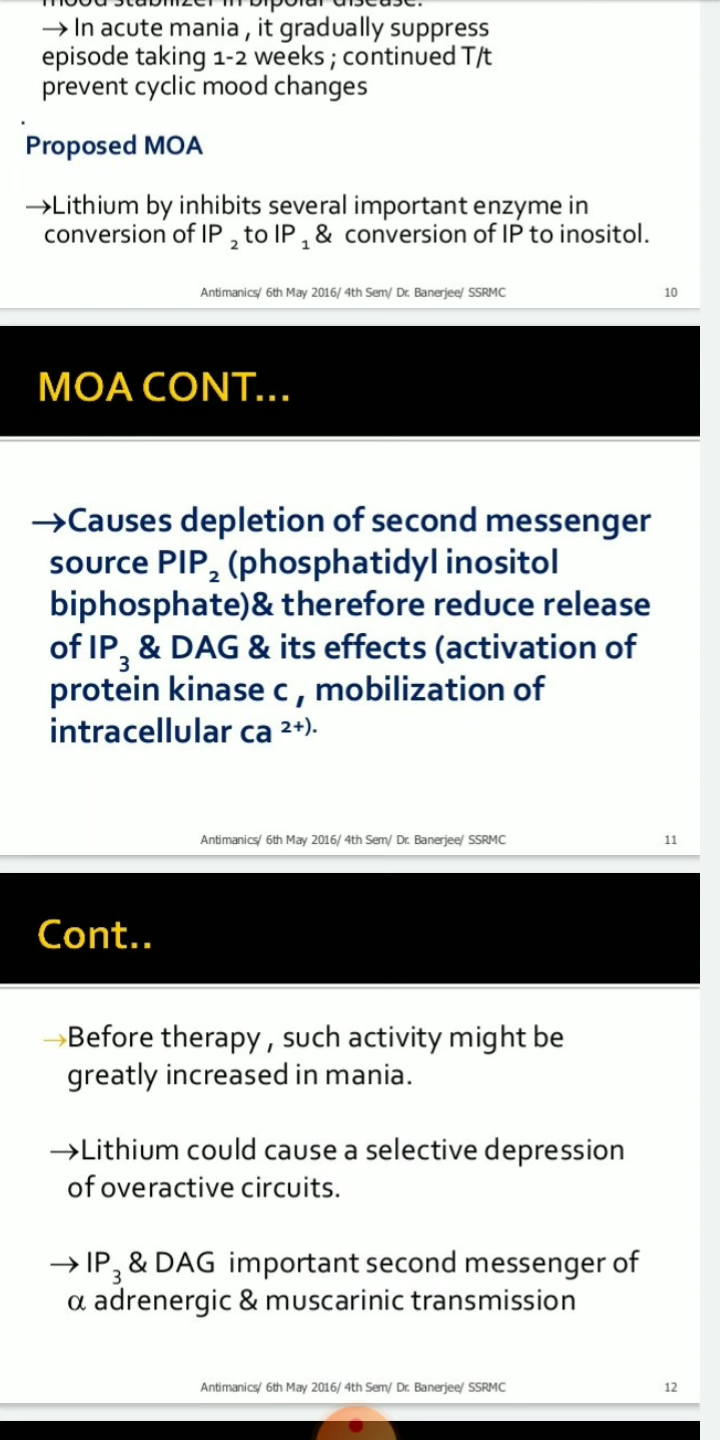 mood stabilizer in bipolar disease.
→ In acute mania , it gradually suppress
episode taking 1-2 weeks ; continued T/t
prevent cyclic mood changes
.
Proposed MOA
→Lithium by inhibits several important enzyme in
conversion of IP 2 to IP 1 & conversion of IP to inositol.
Antimanics/ 6th May 2016/ 4th Sem/ Dr. Banerjee/ SSRMC 10
MOA CONT...
→Causes depletion of second messenger
source PIP2 (phosphatidyl inositol
biphosphate)& therefore reduce release
of IP3 & DAG & its effects (activation of
protein kinase c , mobilization of
intracellular ca 2+).
Antimanics/ 6th May 2016/ 4th Sem/ Dr. Banerjee/ SSRMC 11
Cont..
→Before therapy , such activity might be
greatly increased in mania.
→Lithium could cause a selective depression
of overactive circuits.
→ IP3 & DAG important second messenger of
α adrenergic & muscarinic transmission
Antimanics/ 6th May 2016/ 4th Sem/ Dr. Banerjee/ SSRMC 12